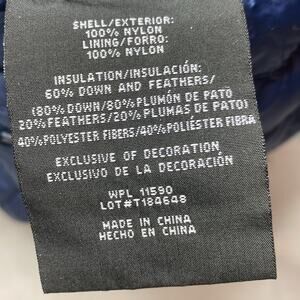 SHELL/EXTERIOR:
100% NYLON
LINING/FORRO:
100% NYLON
INSULATION/INSULACIÓN:
60% DOWN AND FEATHERS/
(80% DOWN/80% PLUMÓN DE PATO
20% FEATHERS/20% PLUMAS DE PATO)
40% POLYESTER FIBERS/40% POLIÉSTER FIBRA
EXCLUSIVE OF DECORATION
EXCLUSIVO DE LA DECORACIÓN
WPL 11590
LOT#T184648
MADE IN CHINA
HECHO EN CHINA